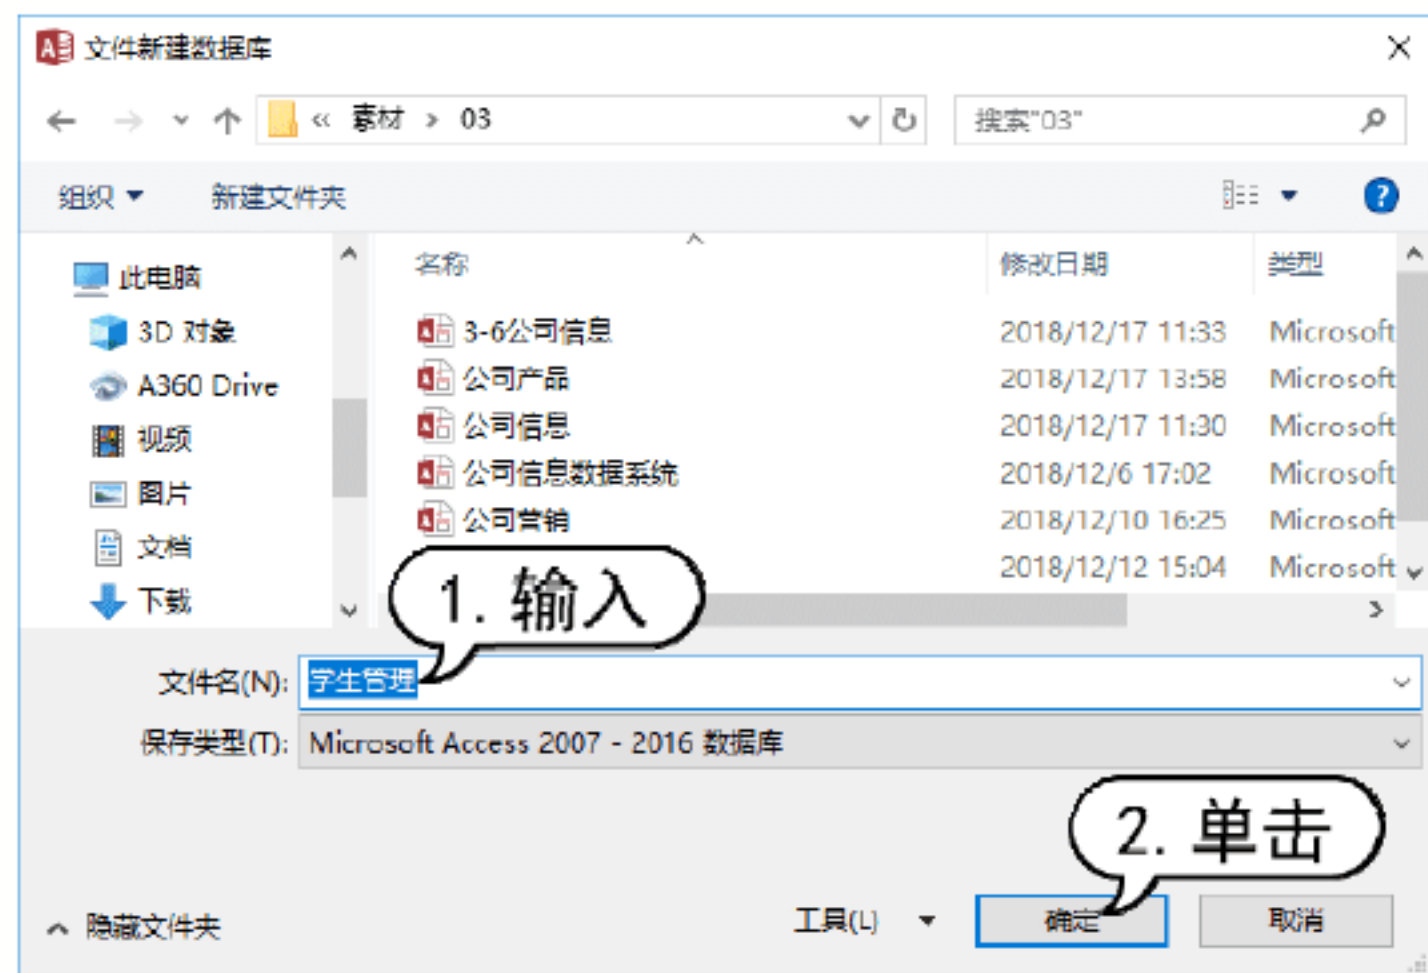 文件新建数据库
« 素材 > 03
搜索"03"
组织
新建文件夹
名称
修改日期
类型
此电脑
3D 对象
A360 Drive
视频
图片
文档
下载
3-6公司信息
2018/12/17 11:33
Microsoft
公司产品
2018/12/17 13:58
Microsoft
公司信息
2018/12/17 11:30
Microsoft
公司信息数据系统
2018/12/6 17:02
Microsoft
公司营销
2018/12/10 16:25
Microsoft
2018/12/12 15:04
Microsoft
1. 输入
文件名(N):
学生管理
保存类型(T):
Microsoft Access 2007 - 2016 数据库
2. 单击
隐藏文件夹
工具(L)
确定
取消